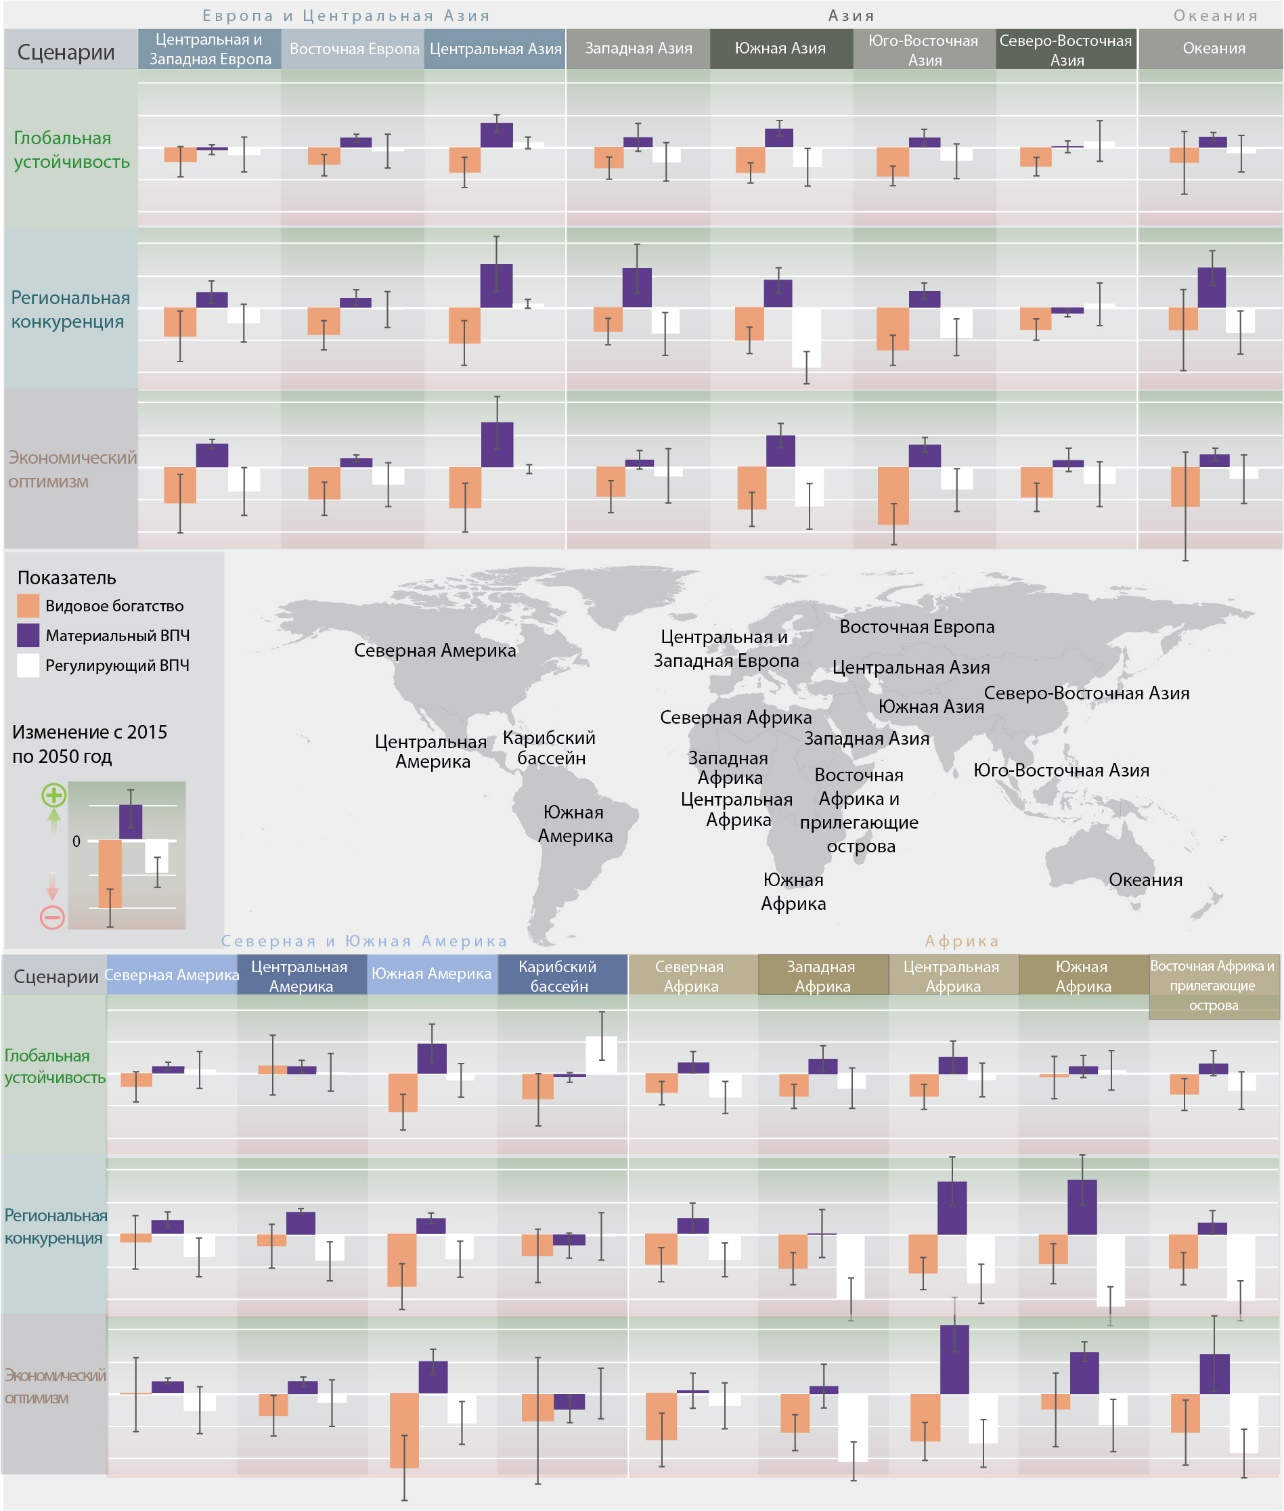 Европа и Центральная Азия
Азия
Океания
Сценарии
Центральная и
Западная Европа
Восточная Европа
Центральная Азия
Западная Азия
Южная Азия
Юго-Восточная
Азия
Северо-Восточная
Азия
Океания
Глобальная
устойчивость
Региональная
конкуренция
Экономический
оптимизм
Показатель
Видовое богатство
Материальный ВПЧ
Регулирующий ВПЧ
Изменение с 2015
по 2050 год
0
Северная Америка
Центральная
Америка
Карибский
бассейн
Южная
Америка
Центральная и
Западная Европа
Восточная Европа
Центральная Азия
Северо-Восточная Азия
Южная Азия
Северная Африка
Западная Азия
Западная
Африка
Центральная
Африка
Восточная
Африка и
прилегающие
острова
Юго-Восточная Азия
Южная
Африка
Океания
Северная и Южная Америка
Африка
Сценарии
Северная Америка
Центральная
Америка
Южная Америка
Карибский
бассейн
Северная
Африка
Западная
Африка
Центральная
Африка
Южная
Африка
Восточная Африка и
прилегающие
острова
Глобальная
устойчивость
Региональная
конкуренция
Экономический
оптимизм